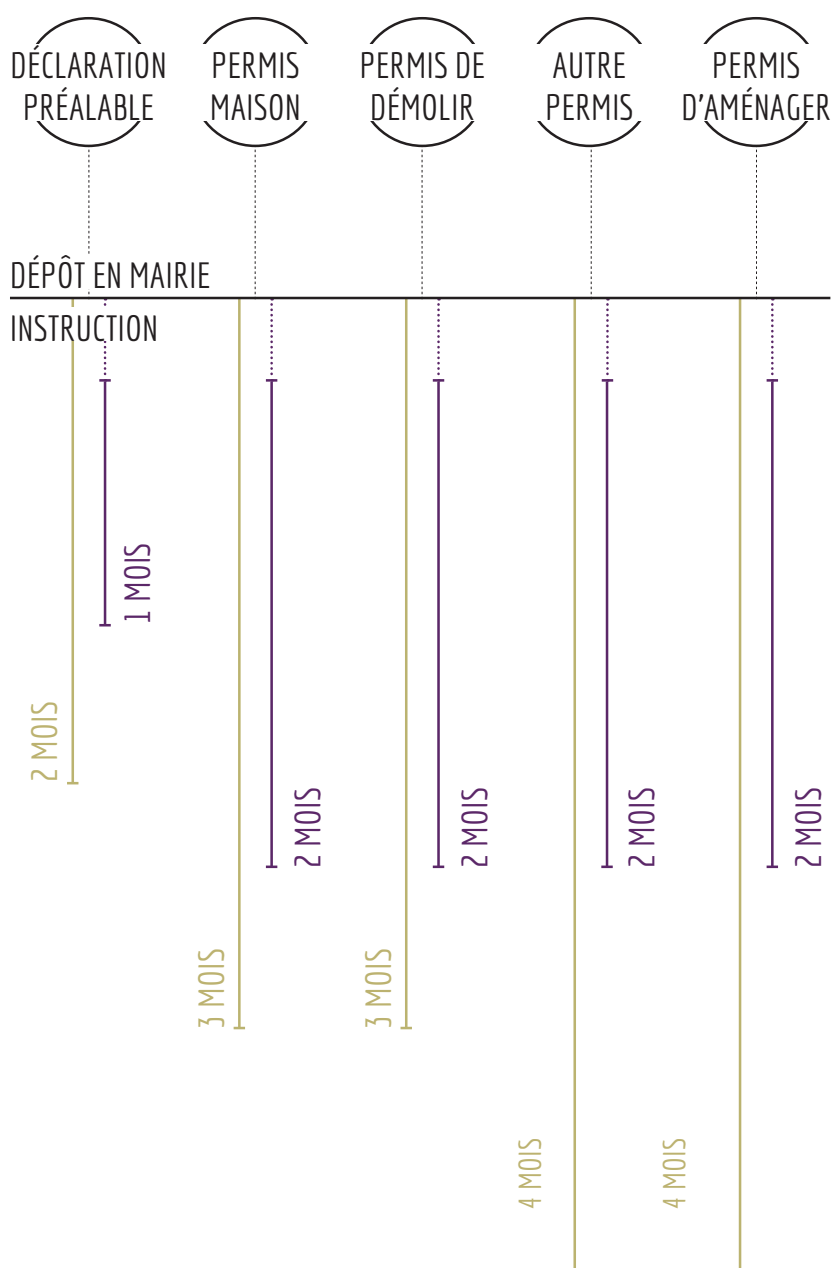 DÉCLARATION
PRÉALABLE
PERMIS
MAISON
PERMIS DE
DÉMOLIR
AUTRE
PERMIS
PERMIS
D'AMÉNAGER
DÉPÔT EN MAIRIE
INSTRUCTION
1 MOIS
2 MOIS
2 MOIS
2 MOIS
2 MOIS
2 MOIS
3 MOIS
3 MOIS
4 MOIS
4 MOIS